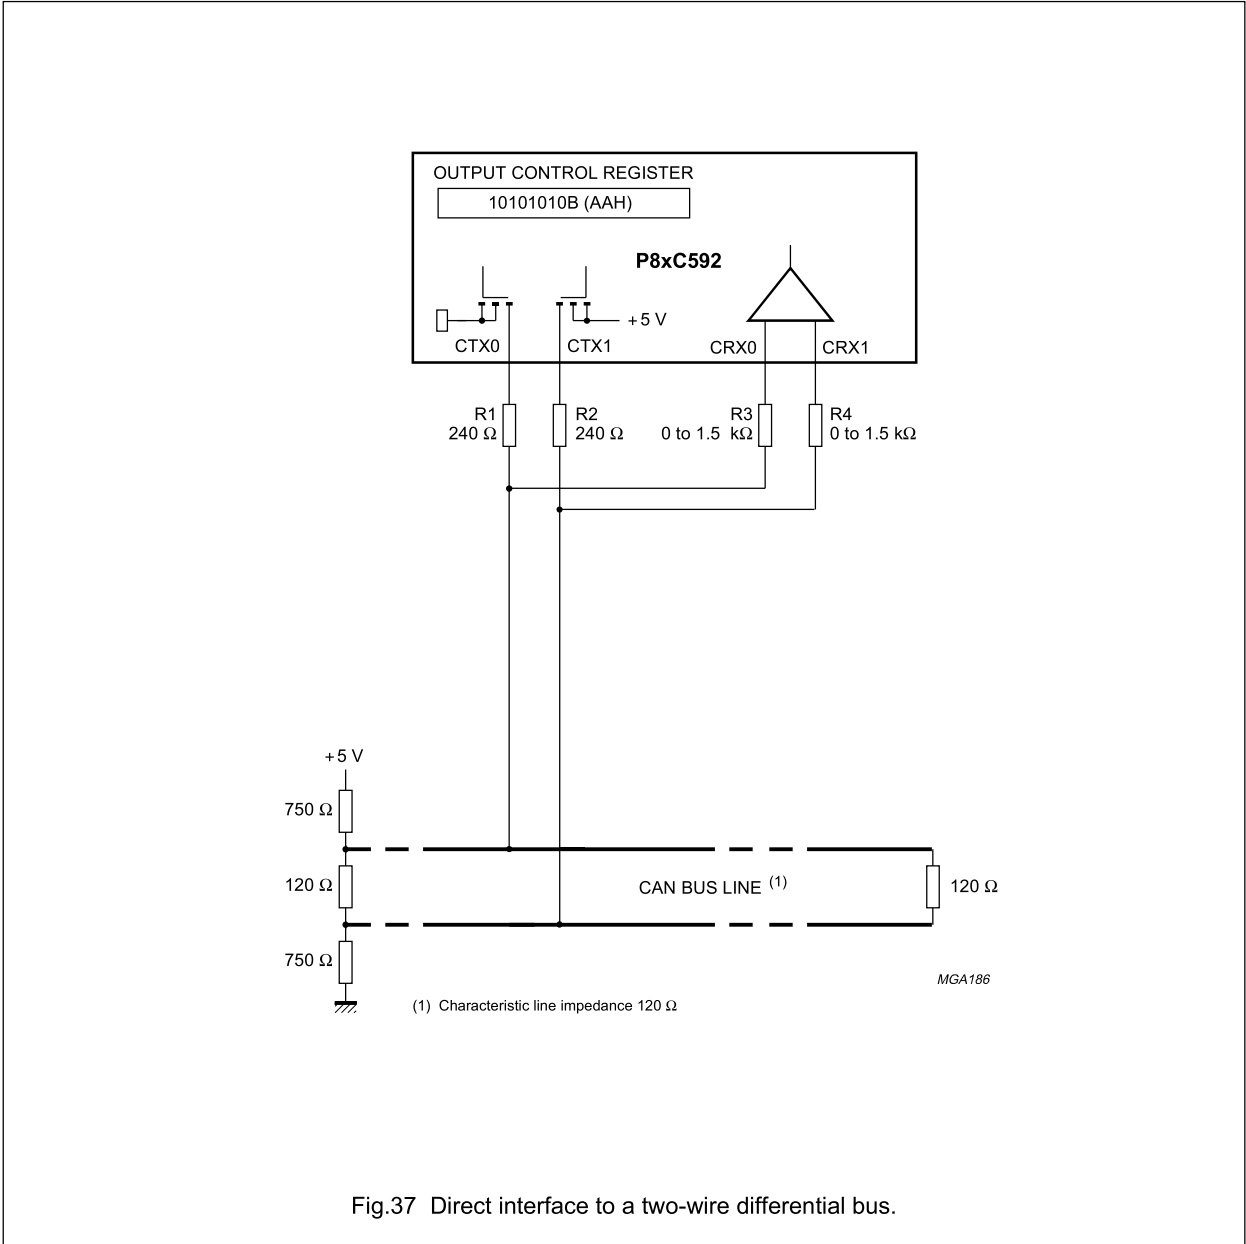 OUTPUT CONTROL REGISTER
10101010B (AAH)
P8xC592
+5 V
CTX0
CTX1
CRX0
CRX1
R1
240 Ω
R2
240 Ω
R3
0 to 1.5 kΩ
R4
0 to 1.5 kΩ
+5 V
750 Ω
120 Ω
CAN BUS LINE (1)
120 Ω
750 Ω
MGA186
(1) Characteristic line impedance 120 Ω
Fig.37 Direct interface to a two-wire differential bus.